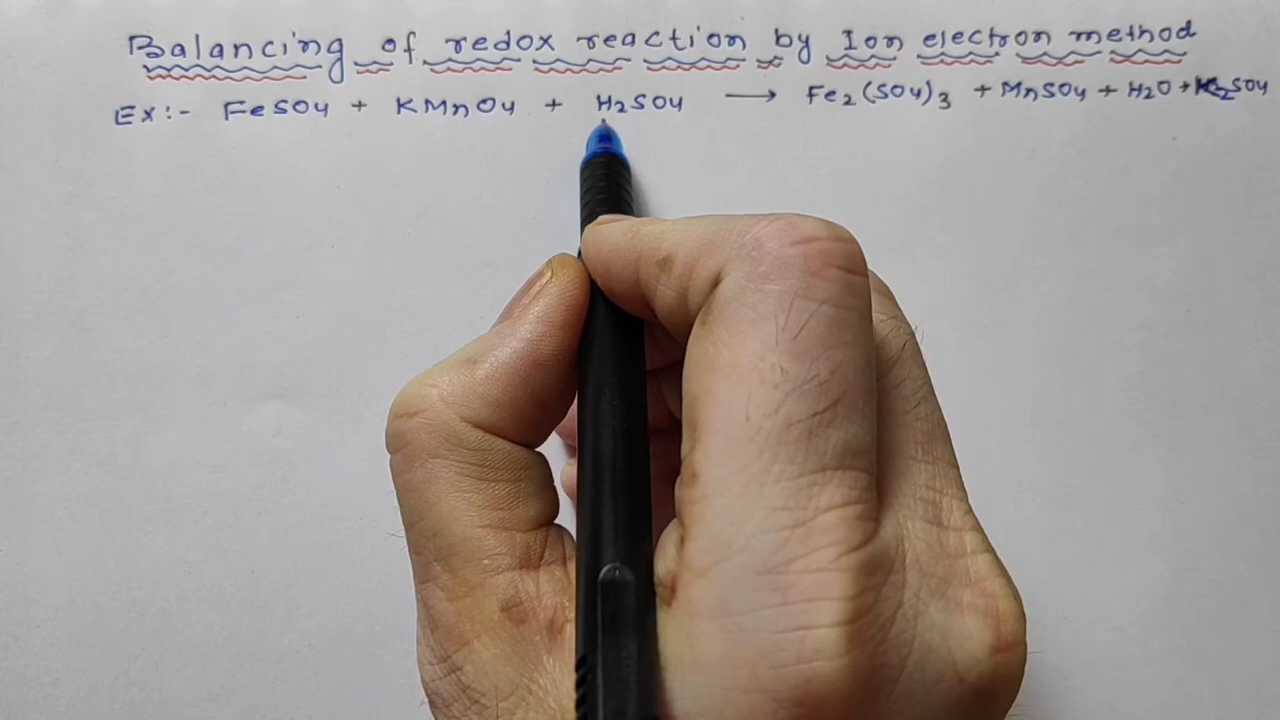 Balancing of redox reaction by Ion electron method
Ex:- FeSO4 + KMnO4 + H2SO4 ⟶ Fe2(SO4)3 + MnSO4 + H2O + K2SO4